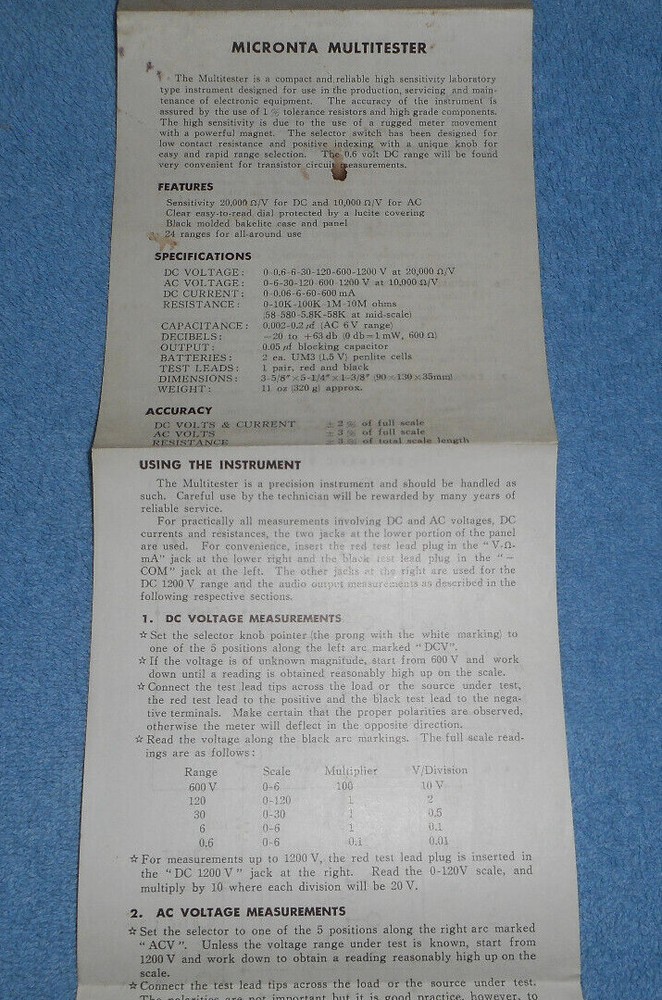 MICRONTA MULTITESTER
The Multitester is a compact and reliable high sensitivity laboratory
type instrument designed for use in the production, servicing and main-
tenance of electronic equipment. The accuracy of the instrument is
assured by the use of 1 % tolerance resistors and high grade components.
The high sensitivity is due to the use of a rugged meter movement
with a powerful magnet. The selector switch has been designed for
low contact resistance and positive indexing with a unique knob for
easy and rapid range selection. The 0.6 volt DC range will be found
very convenient for transistor circuit measurements.
FEATURES
Sensitivity 20,000 Ω/V for DC and 10,000 Ω/V for AC
Clear easy-to-read dial protected by a lucite covering
Black molded bakelite case and panel
24 ranges for all-around use
SPECIFICATIONS
DC VOLTAGE: 0-0.6-6-30-120-600-1200 V at 20,000 Ω/V
AC VOLTAGE: 0-6-30-120-600-1200 V at 10,000 Ω/V
DC CURRENT: 0-0.06-6-60-600 mA
RESISTANCE: 0-10K-100K-1M-10M ohms
(58-580-5.8K-58K at mid-scale)
CAPACITANCE: 0.002-0.2 μf (AC 6 V range)
DECIBELS: −20 to +63 db (0 db=1 mW, 600 Ω)
OUTPUT: 0.05 μf blocking capacitor
BATTERIES: 2 ea. UM3 (1.5 V) penlite cells
TEST LEADS: 1 pair, red and black
DIMENSIONS: 3-5/8″×5-1/4″×1-3/8″ (90×130×35mm)
WEIGHT: 11 oz (320 g) approx.
ACCURACY
DC VOLTS & CURRENT ± 2 % of full scale
AC VOLTS ± 3 % of full scale
RESISTANCE ± 3 % of total scale length
USING THE INSTRUMENT
The Multitester is a precision instrument and should be handled as
such. Careful use by the technician will be rewarded by many years of
reliable service.
For practically all measurements involving DC and AC voltages, DC
currents and resistances, the two jacks at the lower portion of the panel
are used. For convenience, insert the red test lead plug in the "V-Ω-
mA" jack at the lower right and the black test lead plug in the "−
COM" jack at the left. The other jacks at the right are used for the
DC 1200 V range and the audio output measurements as described in the
following respective sections.
1. DC VOLTAGE MEASUREMENTS
☆ Set the selector knob pointer (the prong with the white marking) to
one of the 5 positions along the left arc marked "DCV".
☆ If the voltage is of unknown magnitude, start from 600 V and work
down until a reading is obtained reasonably high up on the scale.
☆ Connect the test lead tips across the load or the source under test,
the red test lead to the positive and the black test lead to the nega-
tive terminals. Make certain that the proper polarities are observed,
otherwise the meter will deflect in the opposite direction.
☆ Read the voltage along the black arc markings. The full scale read-
ings are as follows:
Range Scale Multiplier V/Division
600 V 0-6 100 10 V
120 0-120 1 2
30 0-30 1 0.5
6 0-6 1 0.1
0.6 0-6 0.1 0.01
☆ For measurements up to 1200 V, the red test lead plug is inserted in
the "DC 1200 V" jack at the right. Read the 0-120V scale, and
multiply by 10 where each division will be 20 V.
2. AC VOLTAGE MEASUREMENTS
☆ Set the selector to one of the 5 positions along the right arc marked
"ACV". Unless the voltage range under test is known, start from
1200 V and work down to obtain a reading reasonably high up on the
scale.
☆ Connect the test lead tips across the load or the source under test.
The polarities are not important but it is good practice, however, to